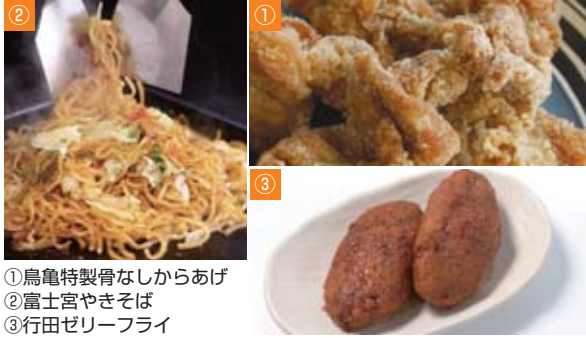 ②
①
③
①鳥亀特製骨なしからあげ
②富士宮やきそば
③行田ゼリーフライ